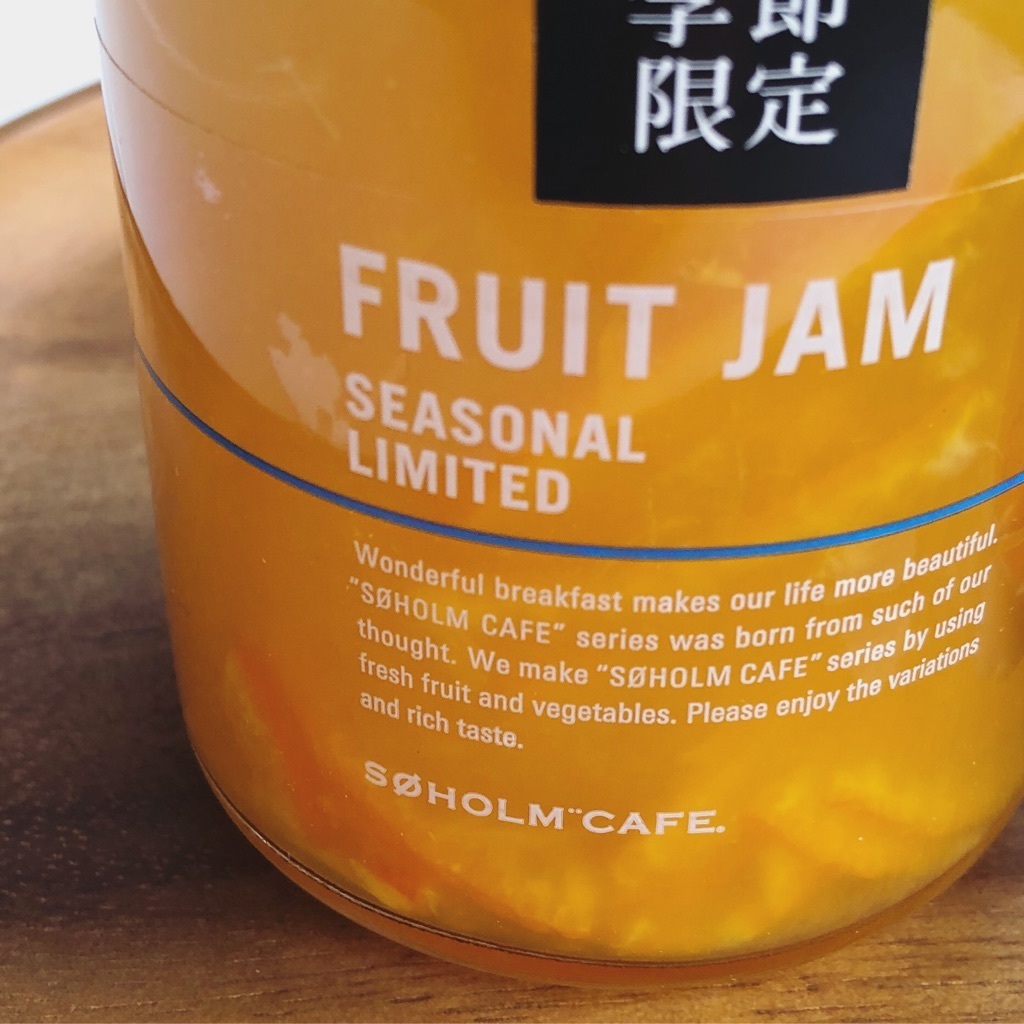 季節
限定
FRUIT JAM
SEASONAL
LIMITED
Wonderful breakfast makes our life more beautiful.
"SØHOLM CAFE" series was born from such of our
thought. We make "SØHOLM CAFE" series by using
fresh fruit and vegetables. Please enjoy the variations
and rich taste.
SØHOLM¨CAFE.